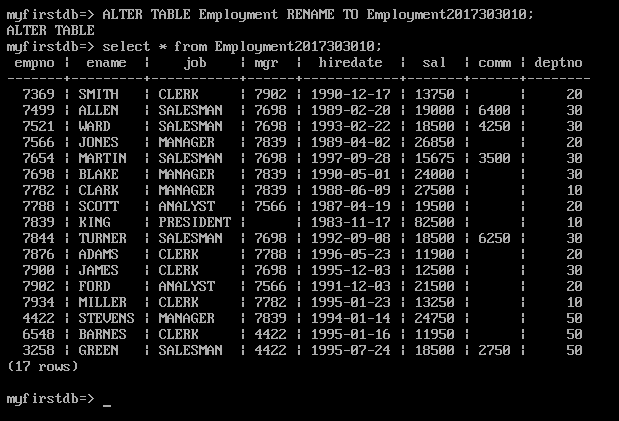 myfirstdb=> ALTER TABLE Employment RENAME TO Employment2017303010;
ALTER TABLE
myfirstdb=> select * from Employment2017303010;
 empno ¦  ename  ¦    job    ¦ mgr  ¦  hiredate  ¦  sal  ¦ comm ¦ deptno
-------+---------+-----------+------+------------+-------+------+--------
  7369 ¦ SMITH   ¦ CLERK     ¦ 7902 ¦ 1990-12-17 ¦ 13750 ¦      ¦     20
  7499 ¦ ALLEN   ¦ SALESMAN  ¦ 7698 ¦ 1989-02-20 ¦ 19000 ¦ 6400 ¦     30
  7521 ¦ WARD    ¦ SALESMAN  ¦ 7698 ¦ 1993-02-22 ¦ 18500 ¦ 4250 ¦     30
  7566 ¦ JONES   ¦ MANAGER   ¦ 7839 ¦ 1989-04-02 ¦ 26850 ¦      ¦     20
  7654 ¦ MARTIN  ¦ SALESMAN  ¦ 7698 ¦ 1997-09-28 ¦ 15675 ¦ 3500 ¦     30
  7698 ¦ BLAKE   ¦ MANAGER   ¦ 7839 ¦ 1990-05-01 ¦ 24000 ¦      ¦     30
  7782 ¦ CLARK   ¦ MANAGER   ¦ 7839 ¦ 1988-06-09 ¦ 27500 ¦      ¦     10
  7788 ¦ SCOTT   ¦ ANALYST   ¦ 7566 ¦ 1987-04-19 ¦ 19500 ¦      ¦     20
  7839 ¦ KING    ¦ PRESIDENT ¦      ¦ 1983-11-17 ¦ 82500 ¦      ¦     10
  7844 ¦ TURNER  ¦ SALESMAN  ¦ 7698 ¦ 1992-09-08 ¦ 18500 ¦ 6250 ¦     30
  7876 ¦ ADAMS   ¦ CLERK     ¦ 7788 ¦ 1996-05-23 ¦ 11900 ¦      ¦     20
  7900 ¦ JAMES   ¦ CLERK     ¦ 7698 ¦ 1995-12-03 ¦ 12500 ¦      ¦     30
  7902 ¦ FORD    ¦ ANALYST   ¦ 7566 ¦ 1991-12-03 ¦ 21500 ¦      ¦     20
  7934 ¦ MILLER  ¦ CLERK     ¦ 7782 ¦ 1995-01-23 ¦ 13250 ¦      ¦     10
  4422 ¦ STEVENS ¦ MANAGER   ¦ 7839 ¦ 1994-01-14 ¦ 24750 ¦      ¦     50
  6548 ¦ BARNES  ¦ CLERK     ¦ 4422 ¦ 1995-01-16 ¦ 11950 ¦      ¦     50
  3258 ¦ GREEN   ¦ SALESMAN  ¦ 4422 ¦ 1995-07-24 ¦ 18500 ¦ 2750 ¦     50
(17 rows)
myfirstdb=> _